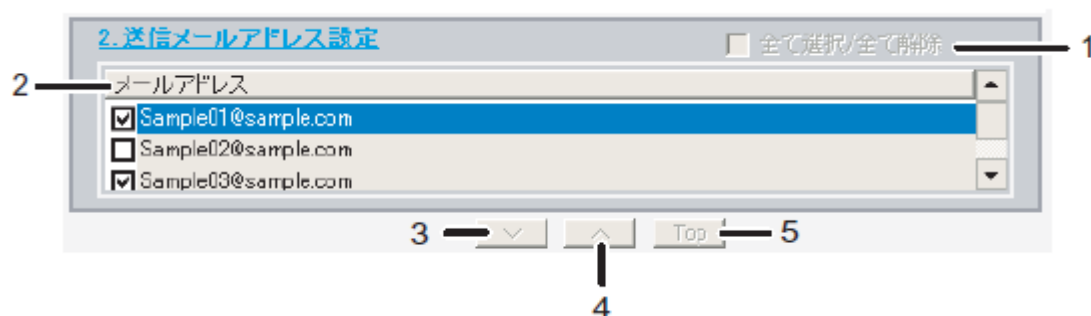 2.送信メールアドレス設定
全て選択/全て解除
1
2
メールアドレス
Sample01@sample.com
Sample02@sample.com
Sample03@sample.com
3
Top
5
4